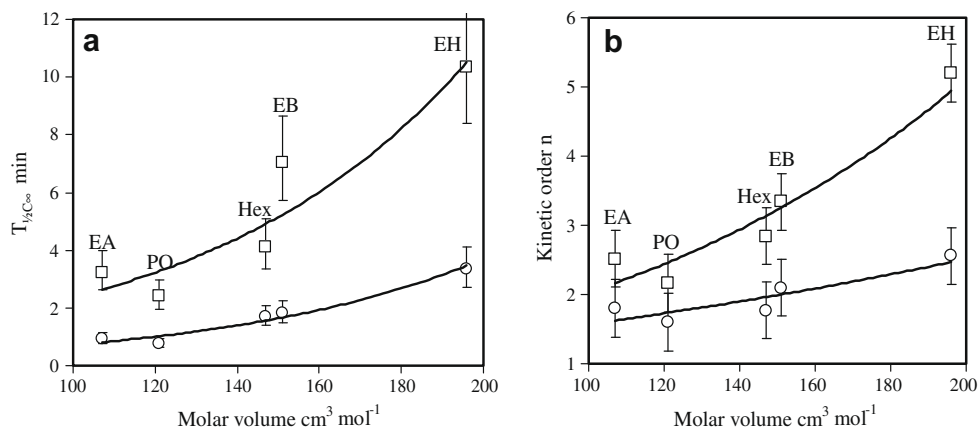 a
12
10
8
6
4
2
0
T½C∞ min
EA
PO
Hex
EB
EH
100 120 140 160 180 200
Molar volume cm³ mol⁻¹
b
6
5
4
3
2
1
Kinetic order n
EA
PO
Hex
EB
EH
100 120 140 160 180 200
Molar volume cm³ mol⁻¹